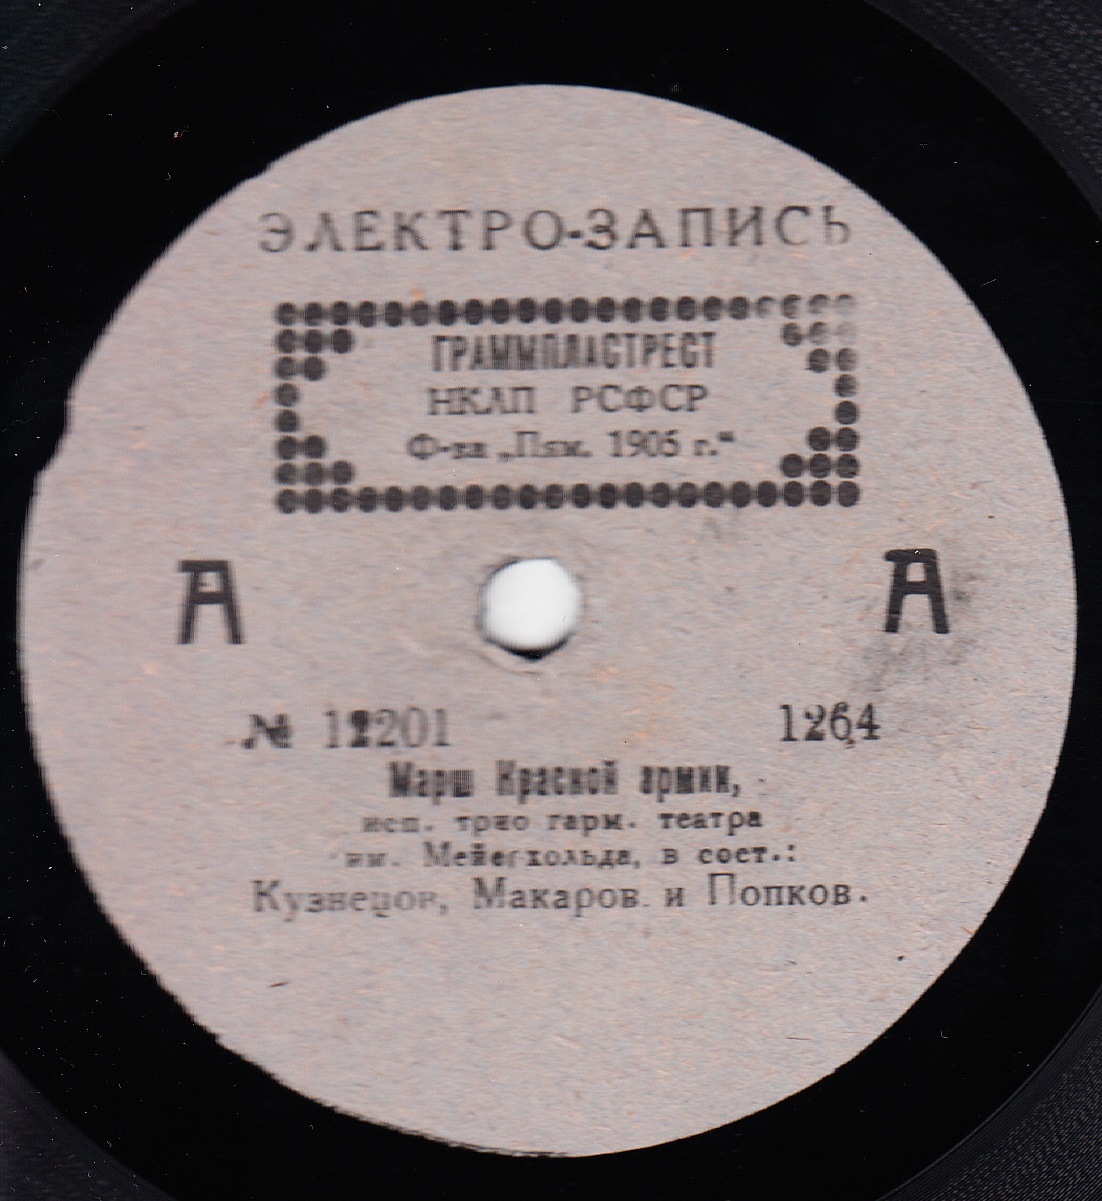 ЭЛЕКТРО-ЗАПИСЬ
ГРАММПЛАСТРЕСТ
НКЛП РСФСР
Ф-ка „Пам. 1905 г.“
А А
№ 12201 1264
Марш Красной армии,
исп. трио гарм. театра
им. Мейерхольда, в сост.:
Кузнецов, Макаров и Попков.